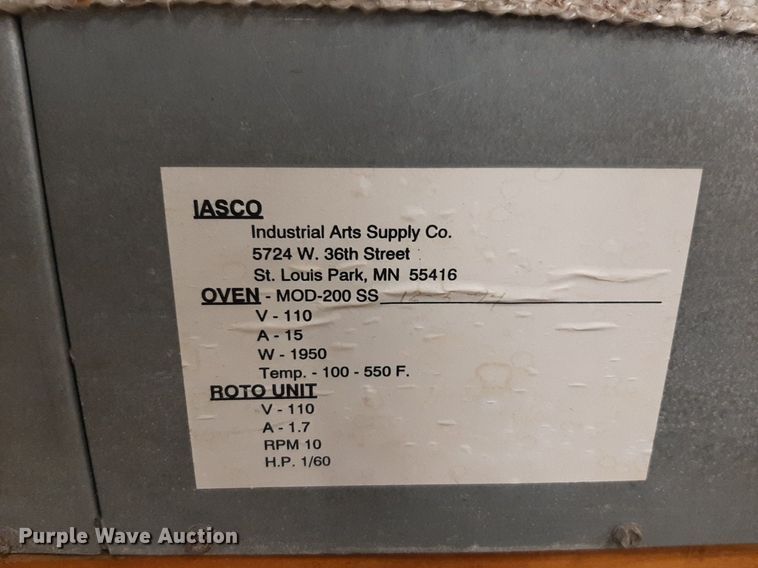 IASCO
Industrial Arts Supply Co.
5724 W. 36th Street
St. Louis Park, MN 55416
OVEN - MOD-200 SS
V - 110
A - 15
W - 1950
Temp. - 100 - 550 F.
ROTO UNIT
V - 110
A - 1.7
RPM 10
H.P. 1/60
Purple Wave Auction